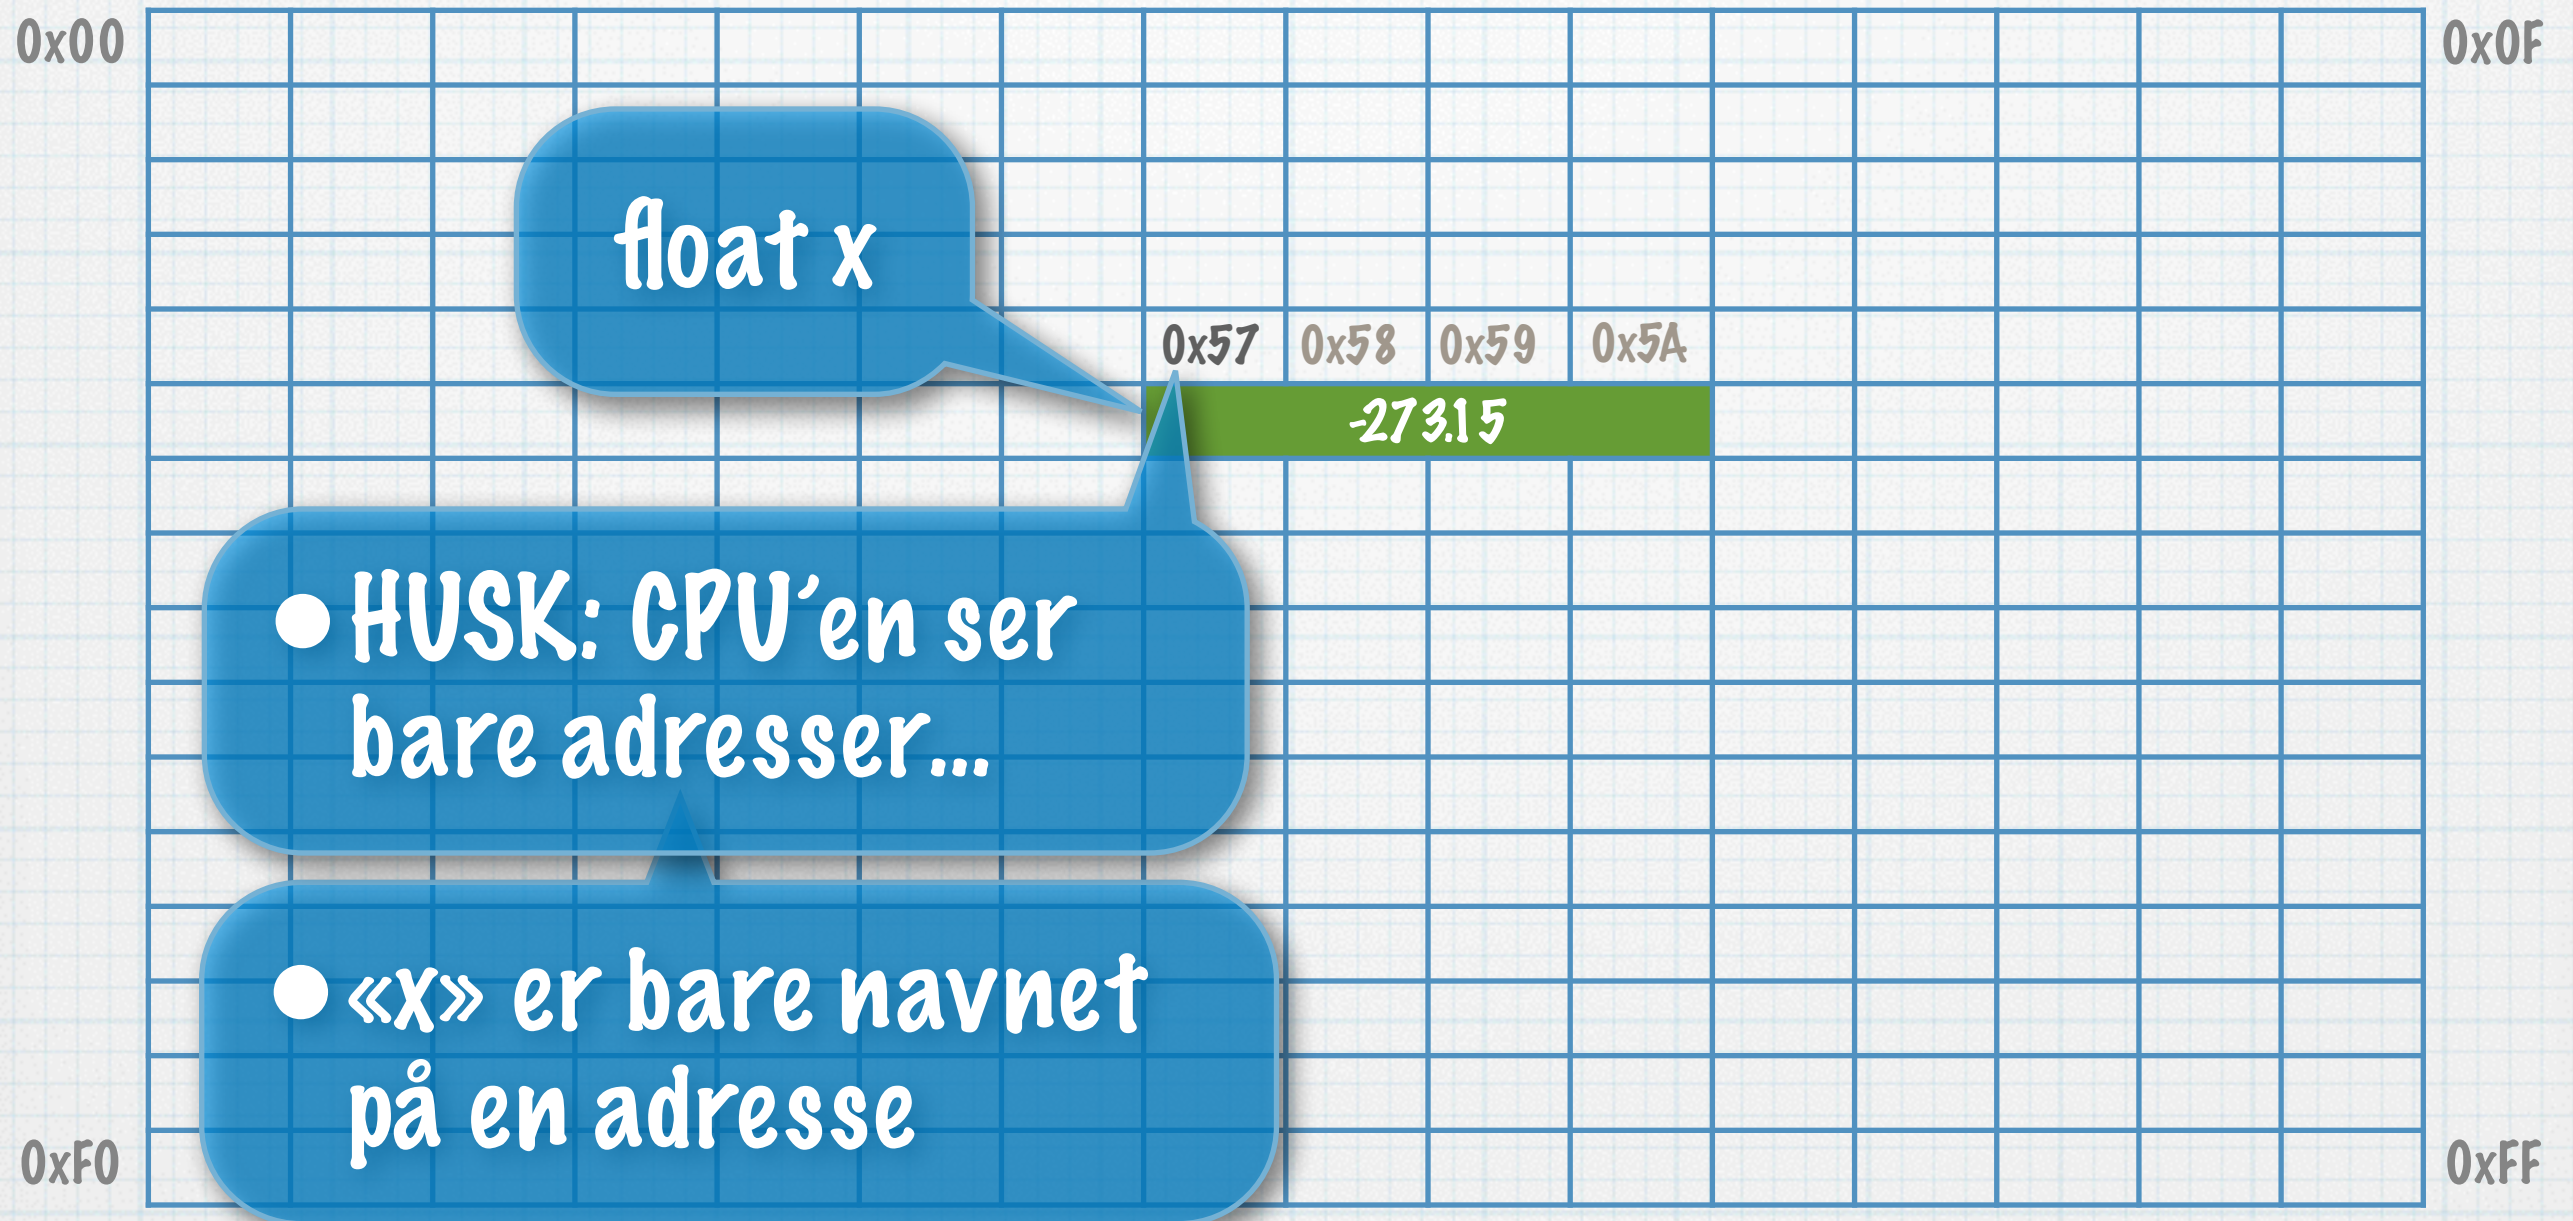 0x00
0x0F
float x
0x57 0x58 0x59 0x5A
-273.15
● HUSK: CPU'en ser
bare adresser...
● «x» er bare navnet
på en adresse
0xF0
0xFF